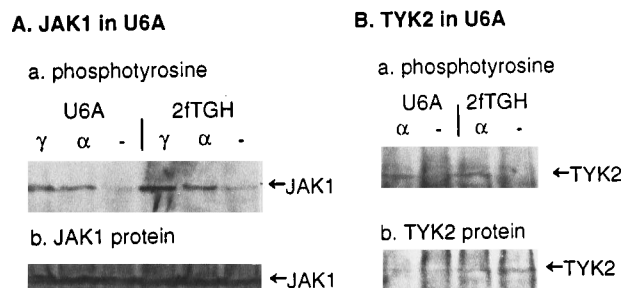 A. JAK1 in U6A
a. phosphotyrosine
U6A | 2fTGH
γ α - | γ α -
←JAK1
b. JAK1 protein
←JAK1
B. TYK2 in U6A
a. phosphotyrosine
U6A | 2fTGH
α - α -
←TYK2
b. TYK2 protein
←TYK2